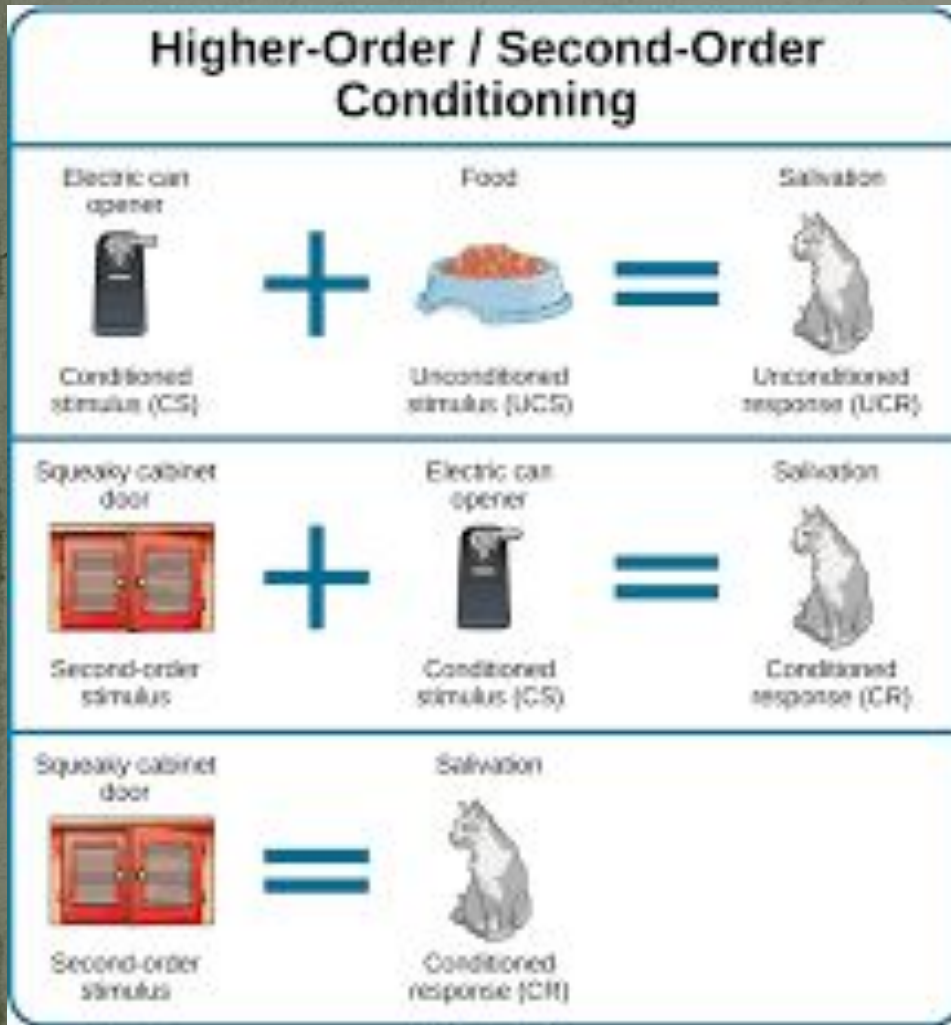 Higher-Order / Second-Order
Conditioning
Electric can
opener
Food
Salivation
Conditioned
stimulus (CS)
Unconditioned
stimulus (UCS)
Unconditioned
response (UCR)
Squeaky cabinet
door
Electric can
opener
Salivation
Second-order
stimulus
Conditioned
stimulus (CS)
Conditioned
response (CR)
Squeaky cabinet
door
Salivation
Second-order
stimulus
Conditioned
response (CR)